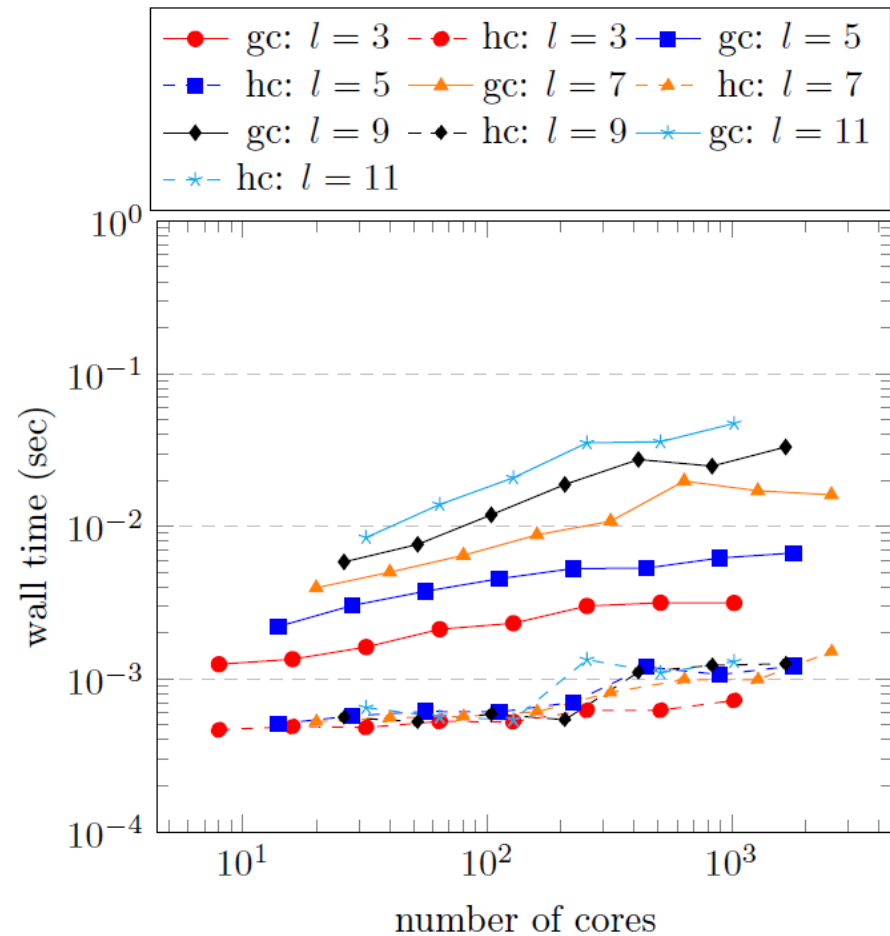 gc: l = 3 hc: l = 3 gc: l = 5
hc: l = 5 gc: l = 7 hc: l = 7
gc: l = 9 hc: l = 9 gc: l = 11
hc: l = 11
10^0
10^−1
10^−2
10^−3
10^−4
wall time (sec)
10^1 10^2 10^3
number of cores